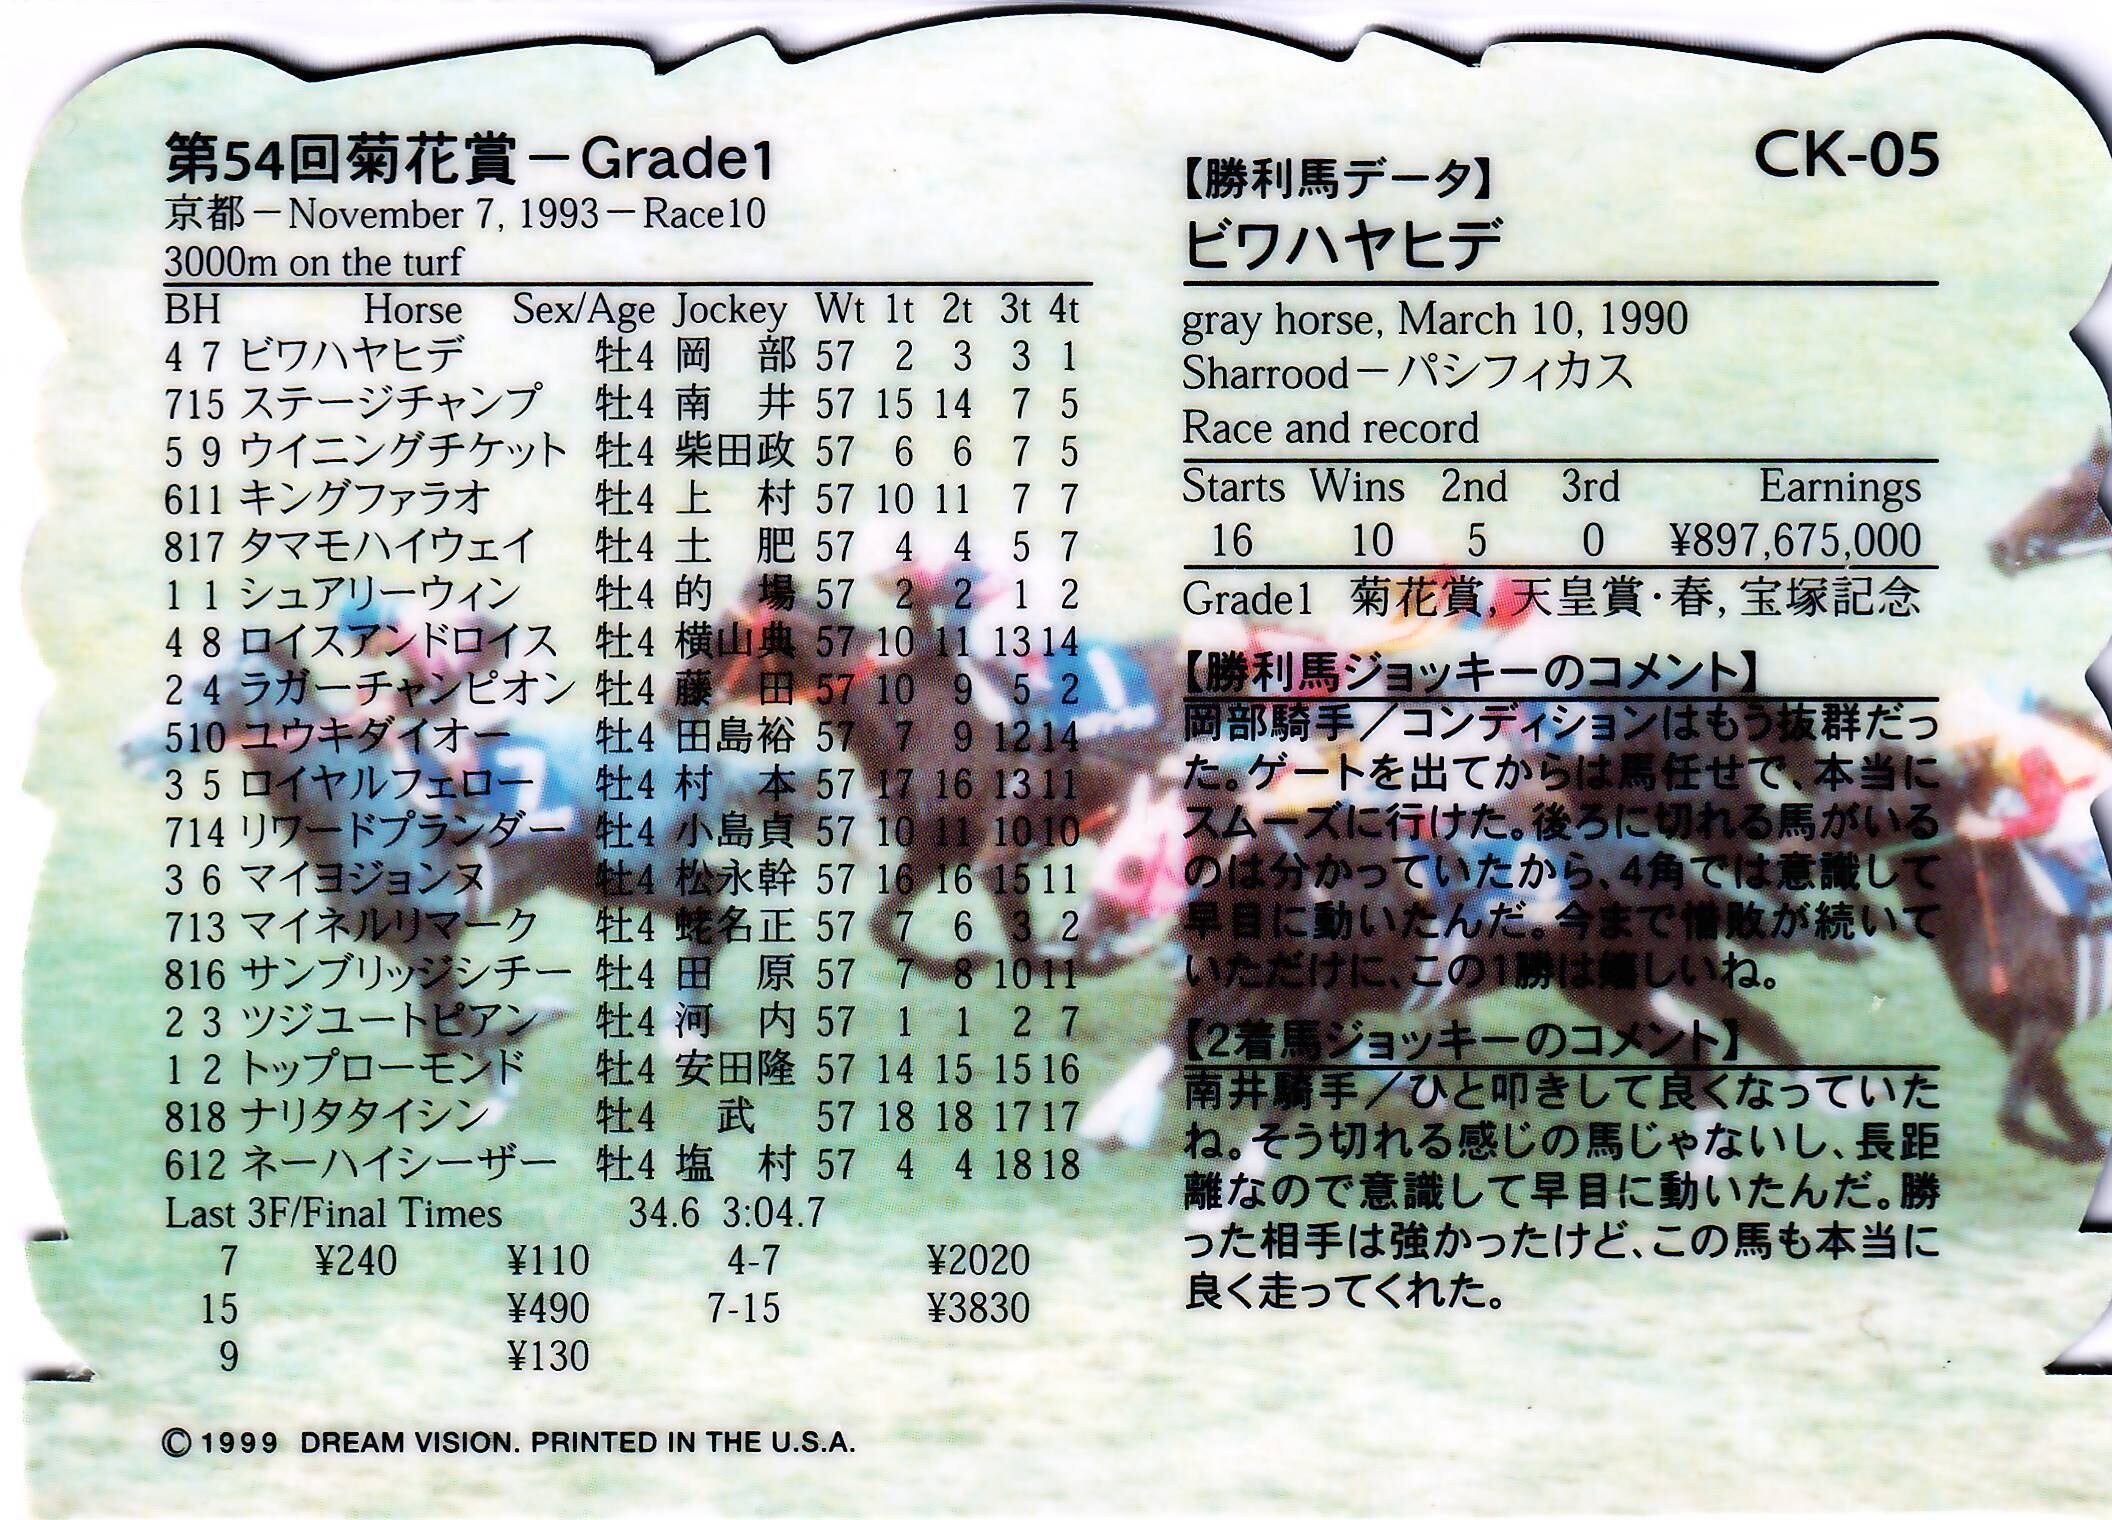 第54回菊花賞－Grade1
京都－November 7, 1993－Race10
3000m on the turf
BH Horse Sex/Age Jockey Wt 1t 2t 3t 4t
4 7 ビワハヤヒデ 牡4 岡 部 57 2 3 3 1
715 ステージチャンプ 牡4 南 井 57 15 14 7 5
5 9 ウイニングチケット 牡4 柴田政 57 6 6 7 5
611 キングファラオ 牡4 上 村 57 10 11 7 7
817 タマモハイウェイ 牡4 土 肥 57 4 4 5 7
1 1 シュアリーウィン 牡4 的 場 57 2 2 1 2
4 8 ロイスアンドロイス 牡4 横山典 57 10 11 13 14
2 4 ラガーチャンピオン 牡4 藤 田 57 10 9 5 2
510 ユウキダイオー 牡4 田島裕 57 7 9 12 14
3 5 ロイヤルフェロー 牡4 村 本 57 17 16 13 11
714 リワードプランダー 牡4 小島貞 57 10 11 10 10
3 6 マイヨジョンヌ 牡4 松永幹 57 16 16 15 11
713 マイネルリマーク 牡4 蛯名正 57 7 6 3 2
816 サンブリッジシチー 牡4 田 原 57 7 8 10 11
2 3 ツジユートピアン 牡4 河 内 57 1 1 2 7
1 2 トップローモンド 牡4 安田隆 57 14 15 15 16
818 ナリタタイシン 牡4 武 57 18 18 17 17
612 ネーハイシーザー 牡4 塩 村 57 4 4 18 18
Last 3F/Final Times 34.6 3:04.7
7 ¥240 ¥110 4-7 ¥2020
15 ¥490 7-15 ¥3830
9 ¥130
© 1999 DREAM VISION. PRINTED IN THE U.S.A.
CK-05
【勝利馬データ】
ビワハヤヒデ
gray horse, March 10, 1990
Sharrood－パシフィカス
Race and record
Starts Wins 2nd 3rd Earnings
16 10 5 0 ¥897,675,000
Grade1 菊花賞, 天皇賞・春, 宝塚記念
【勝利馬ジョッキーのコメント】
岡部騎手／コンディションはもう抜群だっ
た。ゲートを出てからは馬任せで、本当に
スムーズに行けた。後ろに切れる馬がいる
のは分かっていたから、4角では意識して
早目に動いたんだ。今まで惜敗が続いて
いただけに、この1勝は嬉しいね。
【2着馬ジョッキーのコメント】
南井騎手／ひと叩きして良くなっていた
ね。そう切れる感じの馬じゃないし、長距
離なので意識して早目に動いたんだ。勝
った相手は強かったけど、この馬も本当に
良く走ってくれた。
1
7